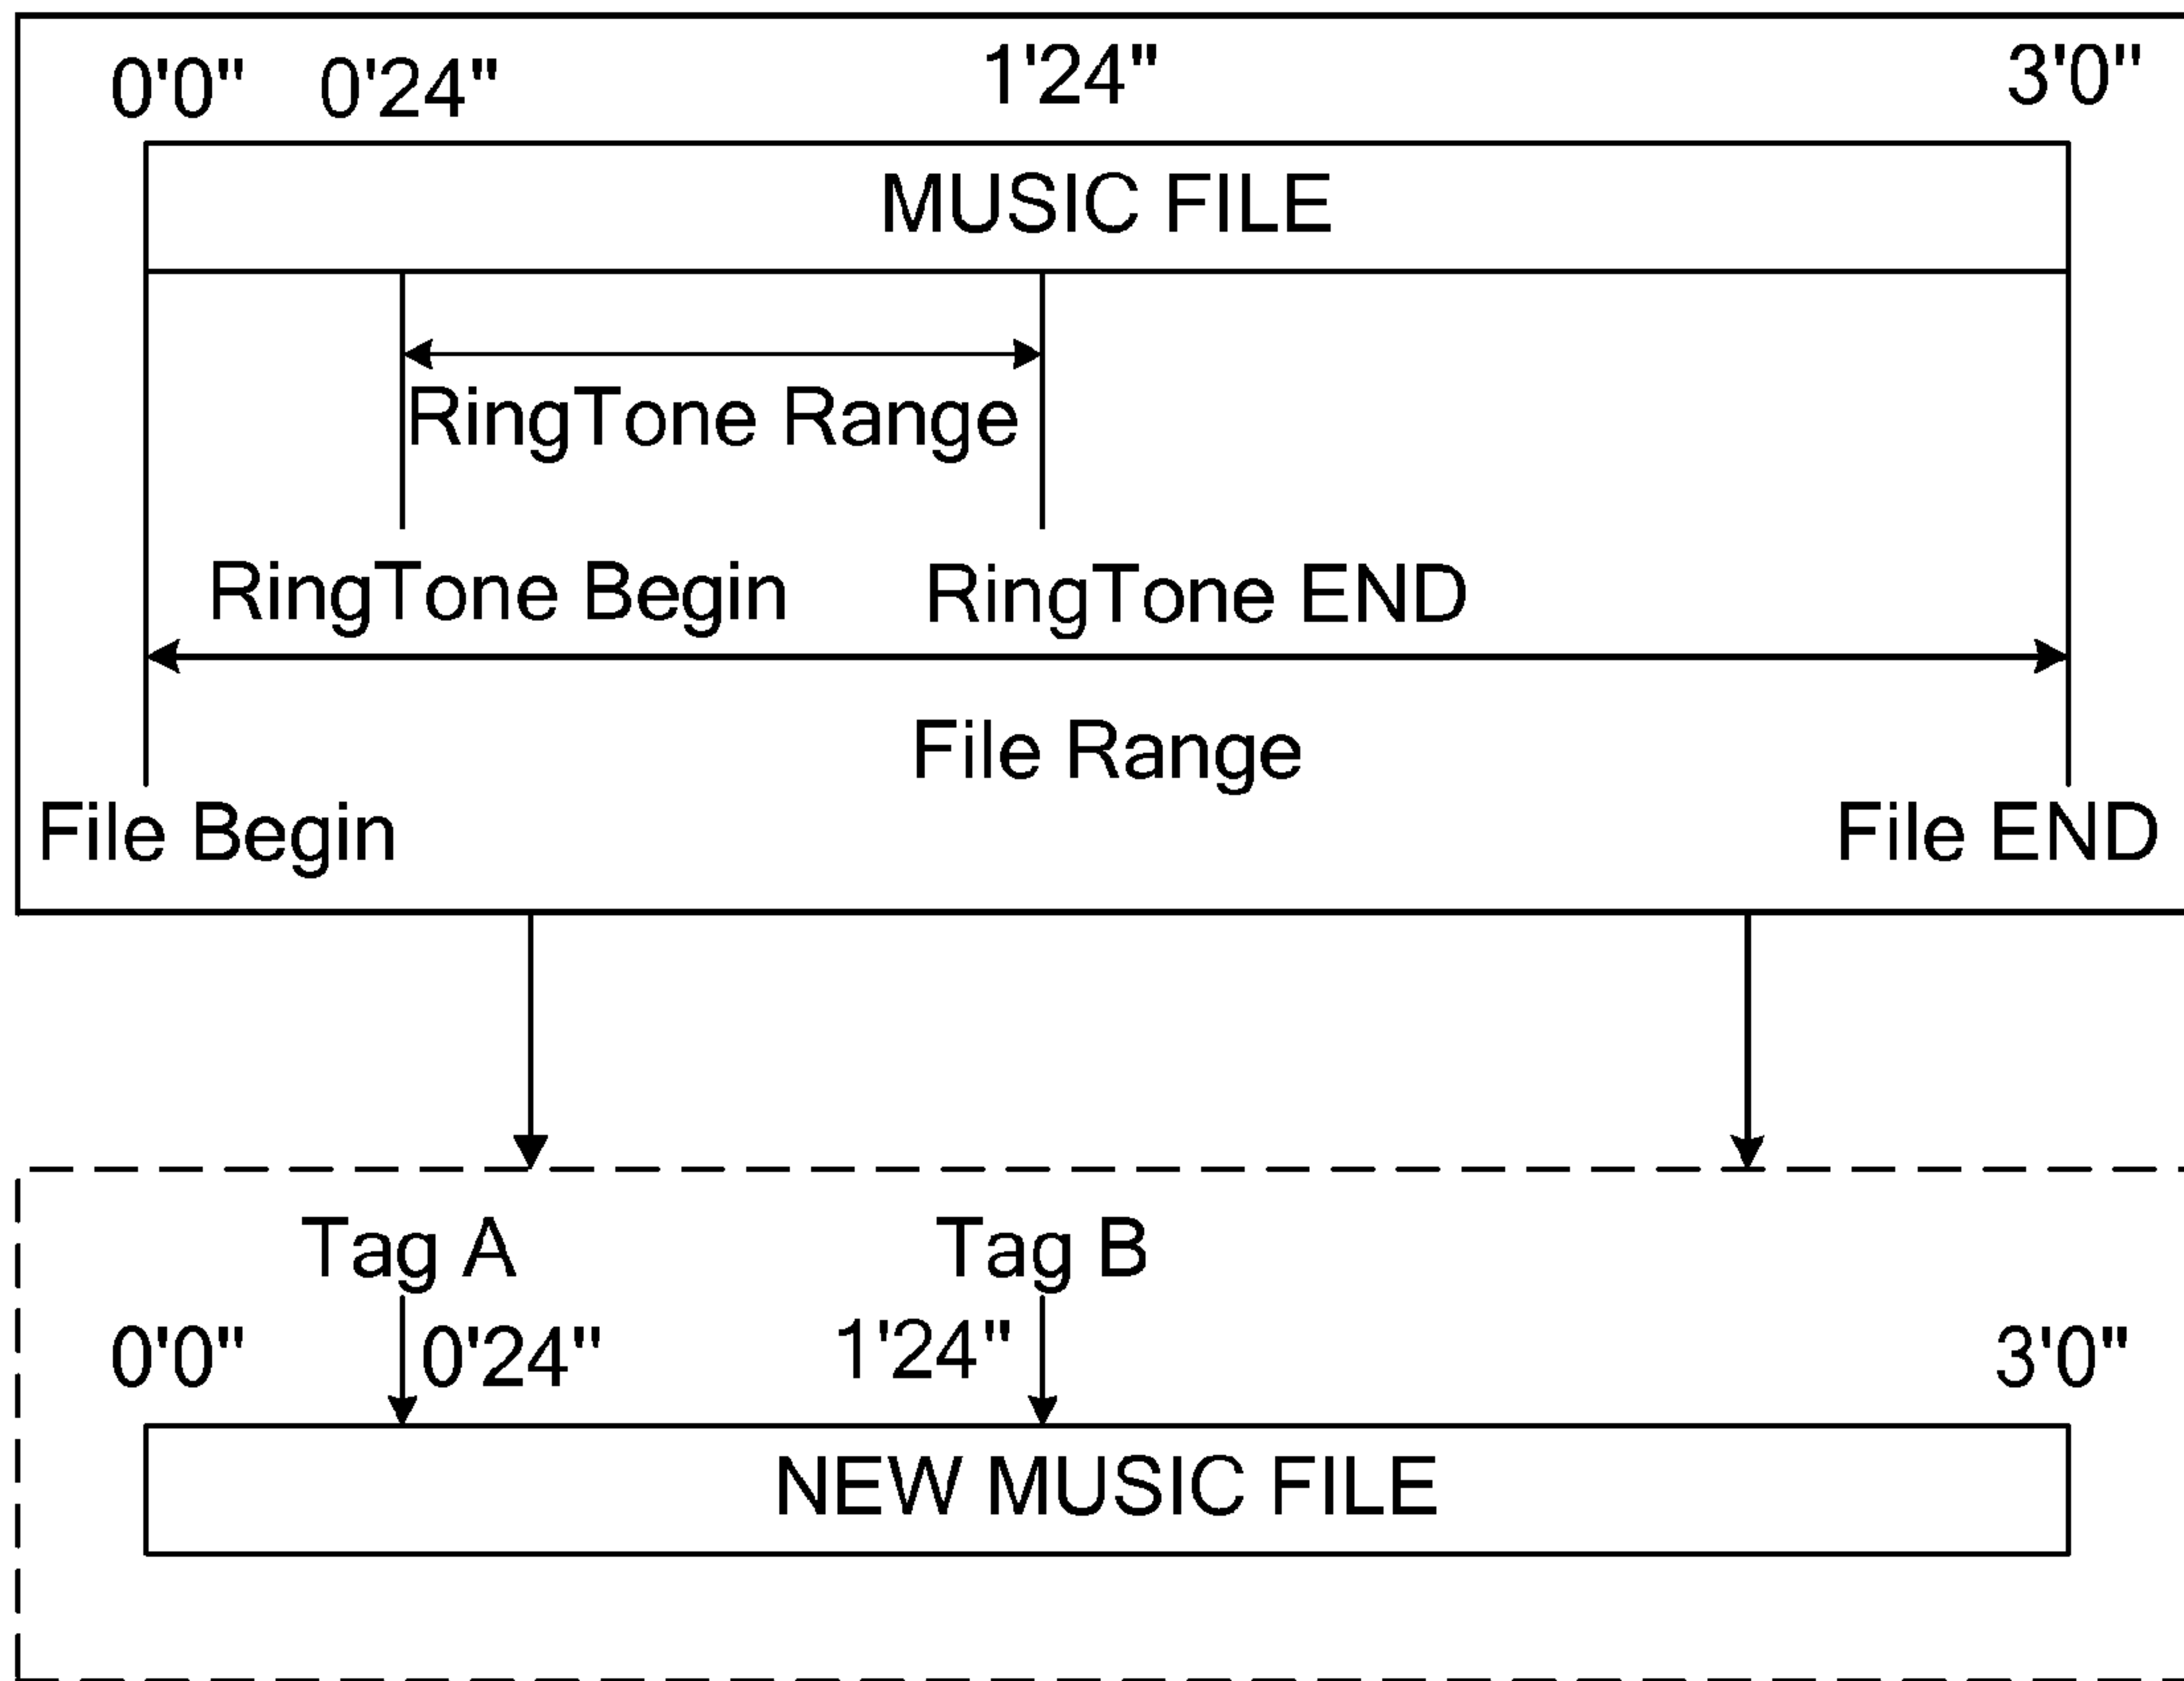 0'0" 0'24" 1'24" 3'0"
MUSIC FILE
RingTone Range
RingTone Begin RingTone END
File Range
File Begin File END
Tag A Tag B
0'0" 0'24" 1'24" 3'0"
NEW MUSIC FILE